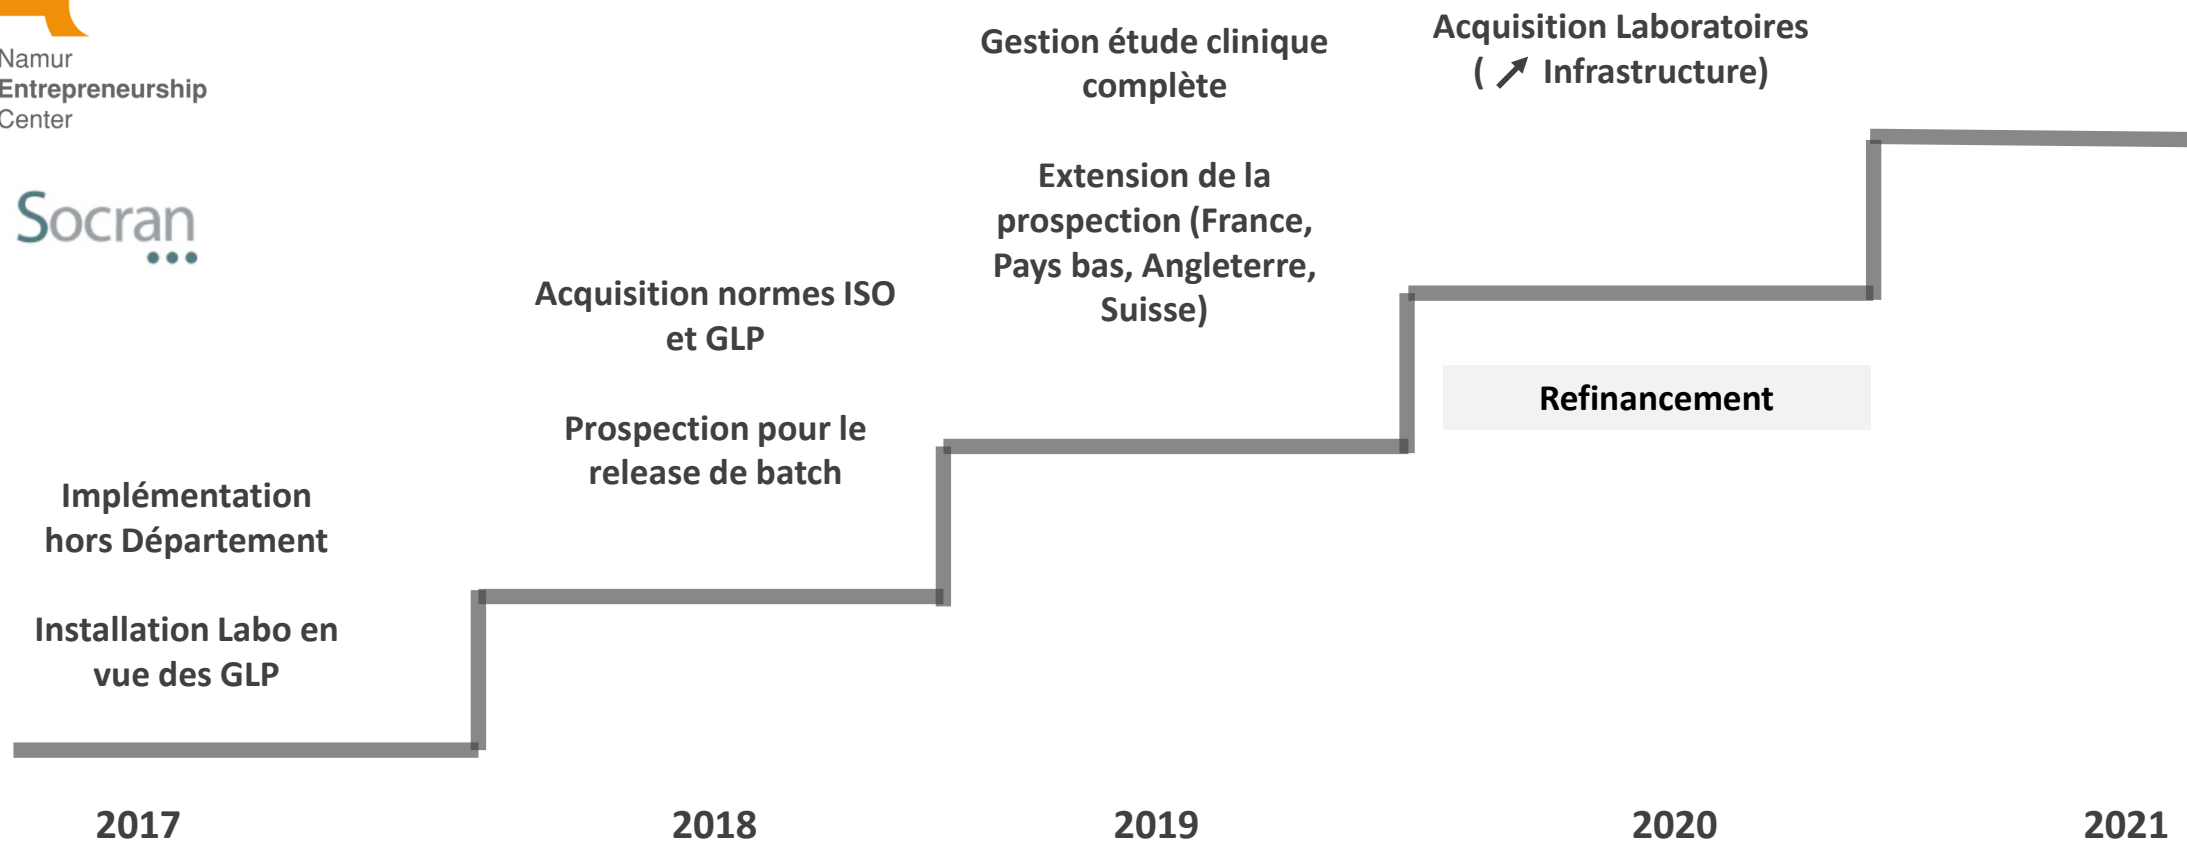 Namur
Entrepreneurship
Center
Socran
Implémentation
hors Département
Installation Labo en
vue des GLP
Acquisition normes ISO
et GLP
Prospection pour le
release de batch
Gestion étude clinique
complète
Extension de la
prospection (France,
Pays bas, Angleterre,
Suisse)
Acquisition Laboratoires
( ↗ Infrastructure)
Refinancement
2017
2018
2019
2020
2021